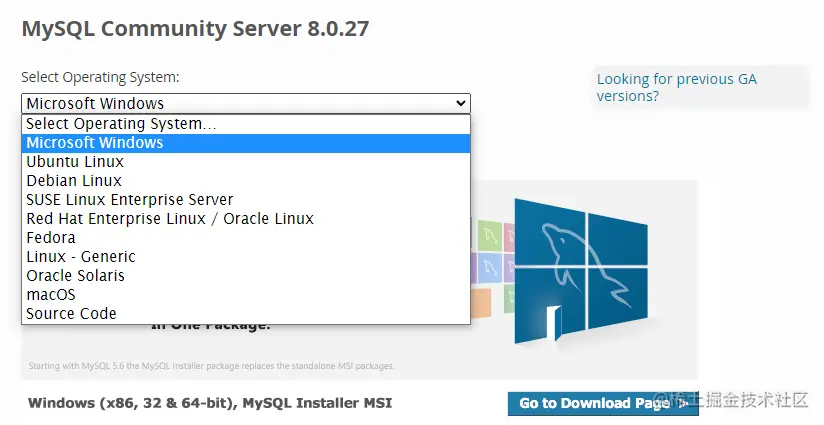 MySQL Community Server 8.0.27
Select Operating System:
Looking for previous GA
versions?
Microsoft Windows
Select Operating System...
Microsoft Windows
Ubuntu Linux
Debian Linux
SUSE Linux Enterprise Server
Red Hat Enterprise Linux / Oracle Linux
Fedora
Linux - Generic
Oracle Solaris
macOS
Source Code
In One Package.
Starting with MySQL 5.6 the MySQL Installer package replaces the standalone MSI packages.
Windows (x86, 32 & 64-bit), MySQL Installer MSI
Go to Download Page >
@稀土掘金技术社区